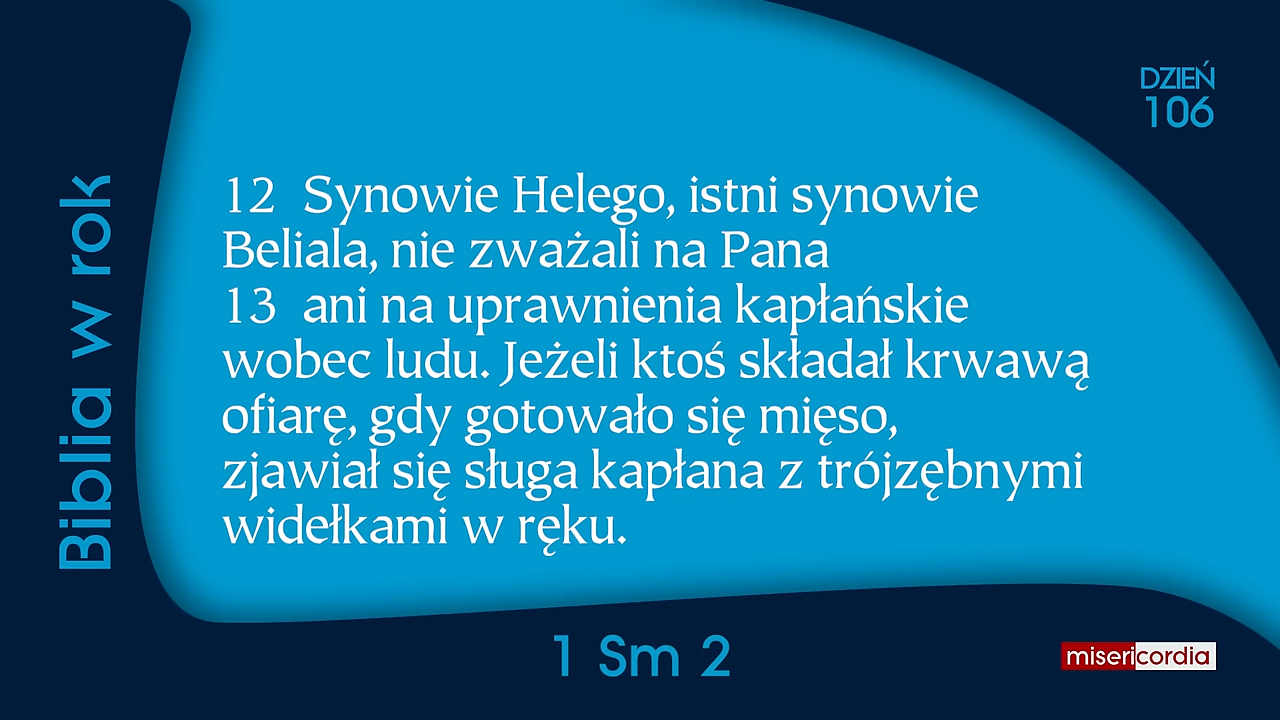 DZIEŃ
106
Biblia w rok
12 Synowie Helego, istni synowie
Beliala, nie zważali na Pana
13 ani na uprawnienia kapłańskie
wobec ludu. Jeżeli ktoś składał krwawą
ofiarę, gdy gotowało się mięso,
zjawiał się sługa kapłana z trójzębnymi
widełkami w ręku.
1 Sm 2
misericordia